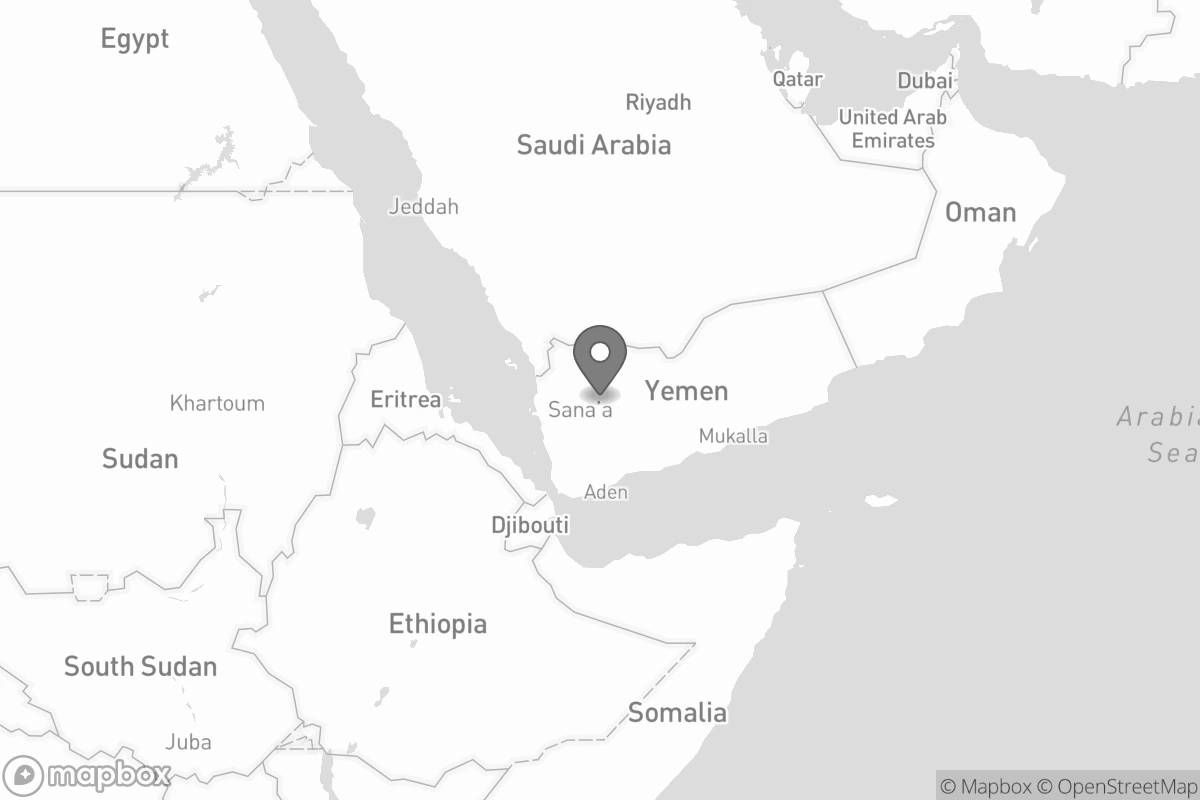 Egypt
Qatar
Dubai
Riyadh
United Arab
Emirates
Saudi Arabia
Jeddah
Oman
Yemen
Eritrea
Khartoum
Sana'a
Arabia
Sea
Mukalla
Sudan
Aden
Djibouti
Ethiopia
South Sudan
Somalia
Juba
mapbox
© Mapbox © OpenStreetMap